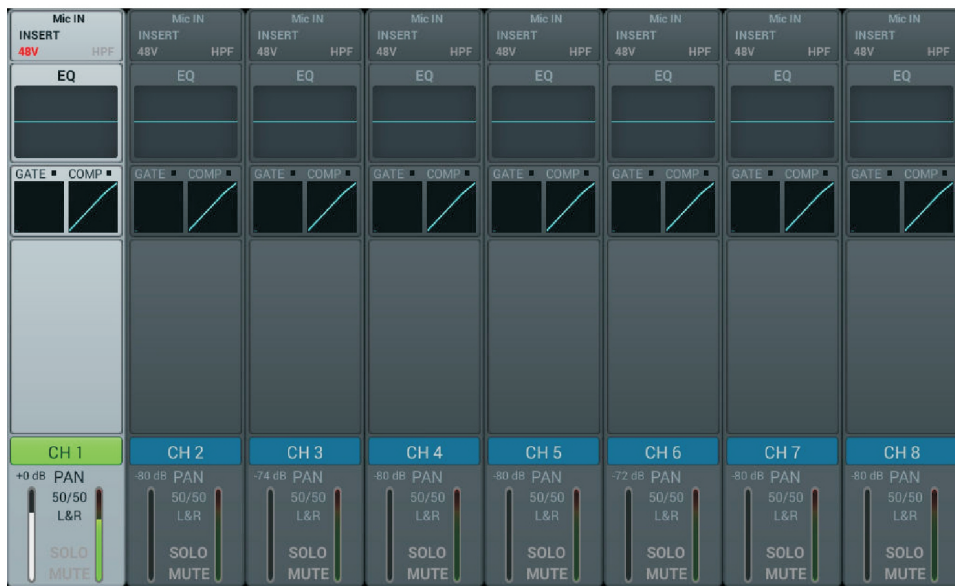 Mic IN Mic IN Mic IN Mic IN Mic IN Mic IN Mic IN Mic IN
INSERT INSERT INSERT INSERT INSERT INSERT INSERT INSERT
48V HPF 48V HPF 48V HPF 48V HPF 48V HPF 48V HPF 48V HPF 48V HPF
EQ EQ EQ EQ EQ EQ EQ EQ
GATE COMP GATE COMP GATE COMP GATE COMP GATE COMP GATE COMP GATE COMP GATE COMP
CH 1 CH 2 CH 3 CH 4 CH 5 CH 6 CH 7 CH 8
+0 dB PAN -80 dB PAN -74 dB PAN -80 dB PAN -80 dB PAN -72 dB PAN -80 dB PAN -80 dB PAN
50/50 50/50 50/50 50/50 50/50 50/50 50/50 50/50
L&R L&R L&R L&R L&R L&R L&R L&R
SOLO SOLO SOLO SOLO SOLO SOLO SOLO SOLO
MUTE MUTE MUTE MUTE MUTE MUTE MUTE MUTE